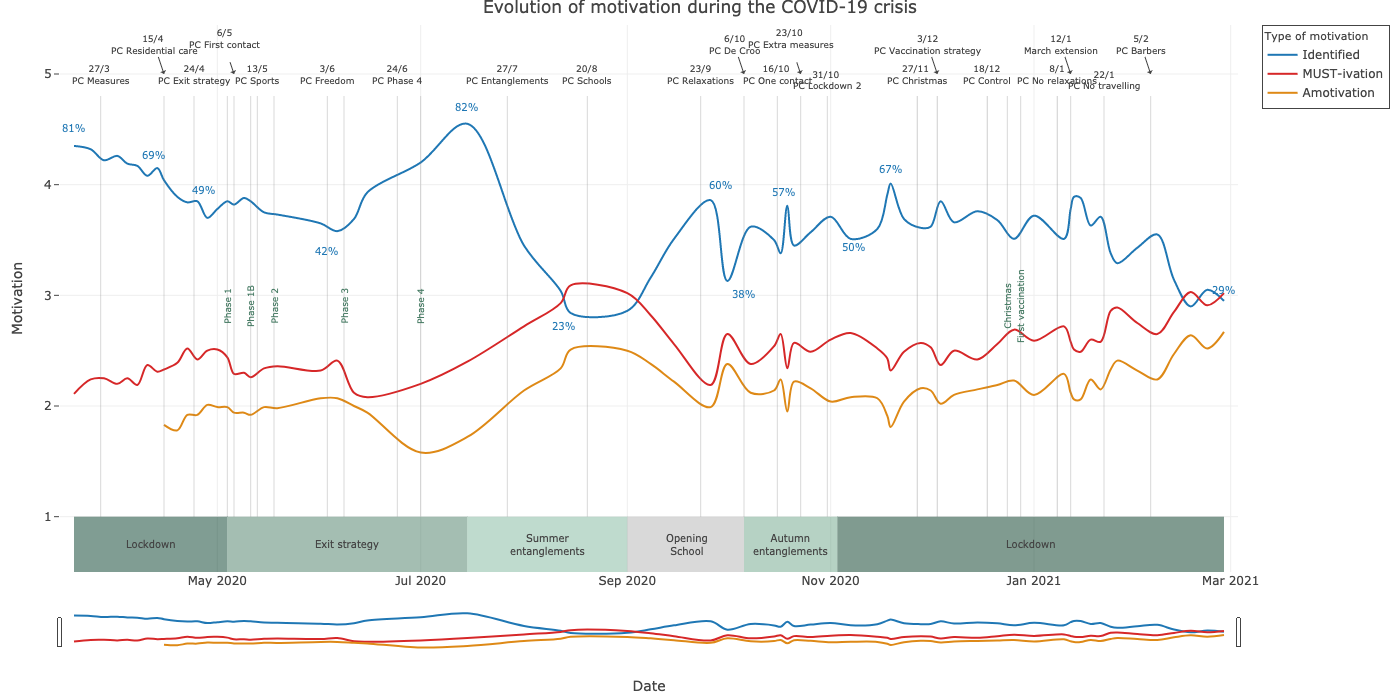 Evolution of motivation during the COVID-19 crisis
Type of motivation
Identified
MUST-ivation
Amotivation
27/3
PC Measures
15/4
PC Residential care
24/4
PC Exit strategy
6/5
PC First contact
13/5
PC Sports
3/6
PC Freedom
24/6
PC Phase 4
27/7
PC Entanglements
20/8
PC Schools
23/9
PC Relaxations
6/10
PC De Croo
16/10
PC One contact
23/10
PC Extra measures
31/10
PC Lockdown 2
27/11
PC Christmas
3/12
PC Vaccination strategy
18/12
PC Control
8/1
PC No relaxations
12/1
March extension
22/1
PC No travelling
5/2
PC Barbers
Motivation
5
4
3
2
1
81%
69%
49%
42%
82%
23%
60%
38%
57%
50%
67%
29%
Phase 1
Phase 1B
Phase 2
Phase 3
Phase 4
Christmas
First vaccination
Lockdown
Exit strategy
Summer
entanglements
Opening
School
Autumn
entanglements
Lockdown
May 2020
Jul 2020
Sep 2020
Nov 2020
Jan 2021
Mar 2021
Date